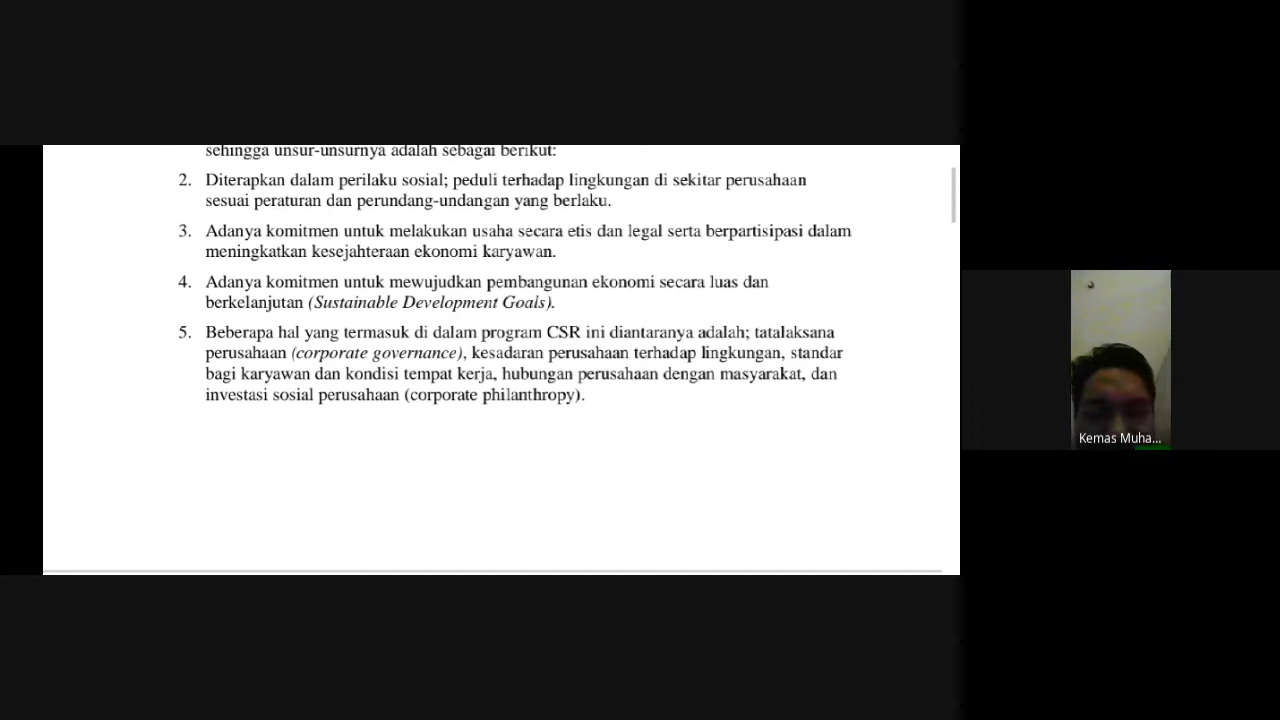 sehingga unsur-unsurnya adalah sebagai berikut:
2. Diterapkan dalam perilaku sosial; peduli terhadap lingkungan di sekitar perusahaan
sesuai peraturan dan perundang-undangan yang berlaku.
3. Adanya komitmen untuk melakukan usaha secara etis dan legal serta berpartisipasi dalam
meningkatkan kesejahteraan ekonomi karyawan.
4. Adanya komitmen untuk mewujudkan pembangunan ekonomi secara luas dan
berkelanjutan (Sustainable Development Goals).
5. Beberapa hal yang termasuk di dalam program CSR ini diantaranya adalah; tatalaksana
perusahaan (corporate governance), kesadaran perusahaan terhadap lingkungan, standar
bagi karyawan dan kondisi tempat kerja, hubungan perusahaan dengan masyarakat, dan
investasi sosial perusahaan (corporate philanthropy).
Kemas Muha...